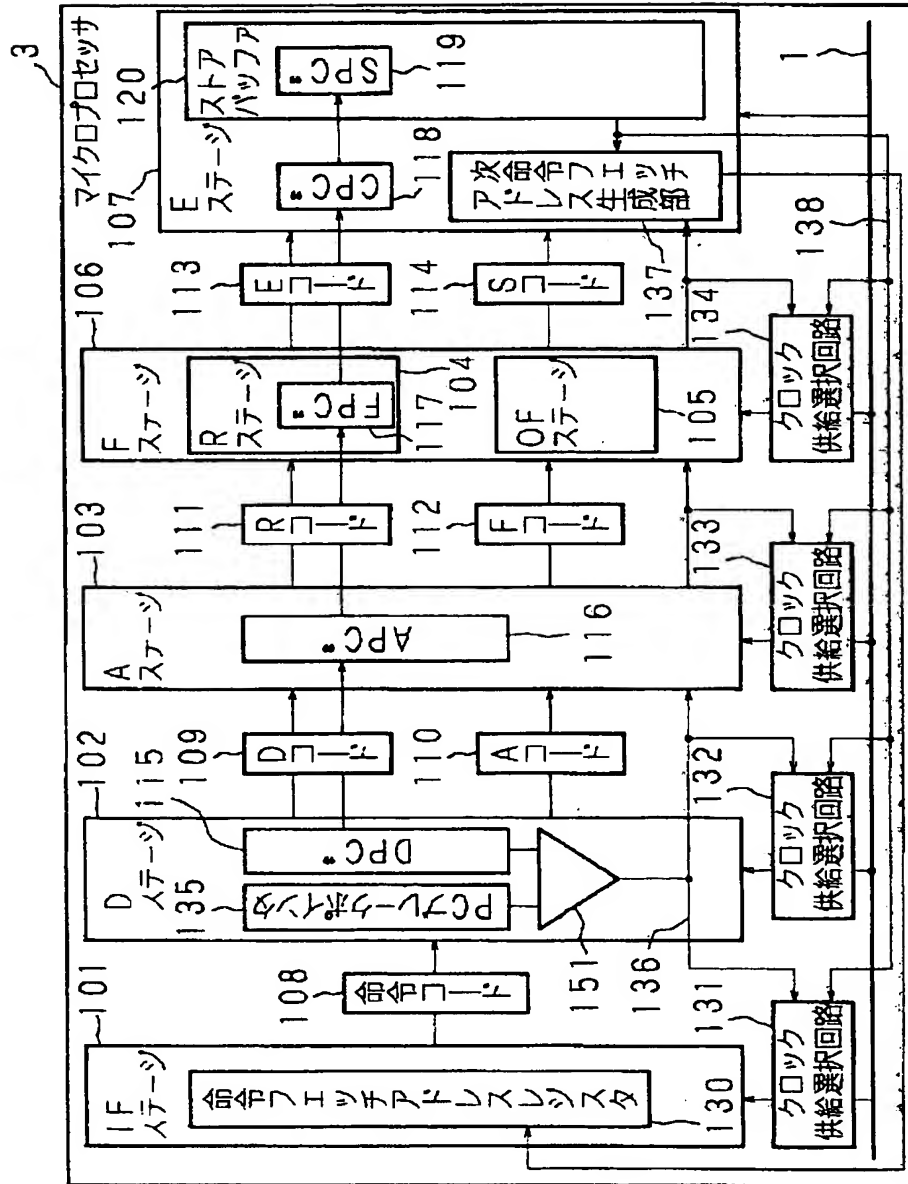 3
マイクロプロセッサ
101
IF
ステージ
命令フェッチアドレスレジスタ
130
108
命令コード
102
115
D
ステージ
135
PCブレークポインタ
DPC"
151
136
109
Dコード
110
Aコード
103
A
ステージ
APC"
116
111
Rコード
112
Fコード
106
F
ステージ
R
ステージ
FPC"
117
104
OF
ステージ
105
113
Eコード
114
Sコード
107
E
ステージ
120
ストア
バッファ
CPC"
118
SPC"
119
次命令フェッチ
アドレス生成部
137
131
クロック
供給選択回路
132
クロック
供給選択回路
133
クロック
供給選択回路
134
クロック
供給選択回路
138
1